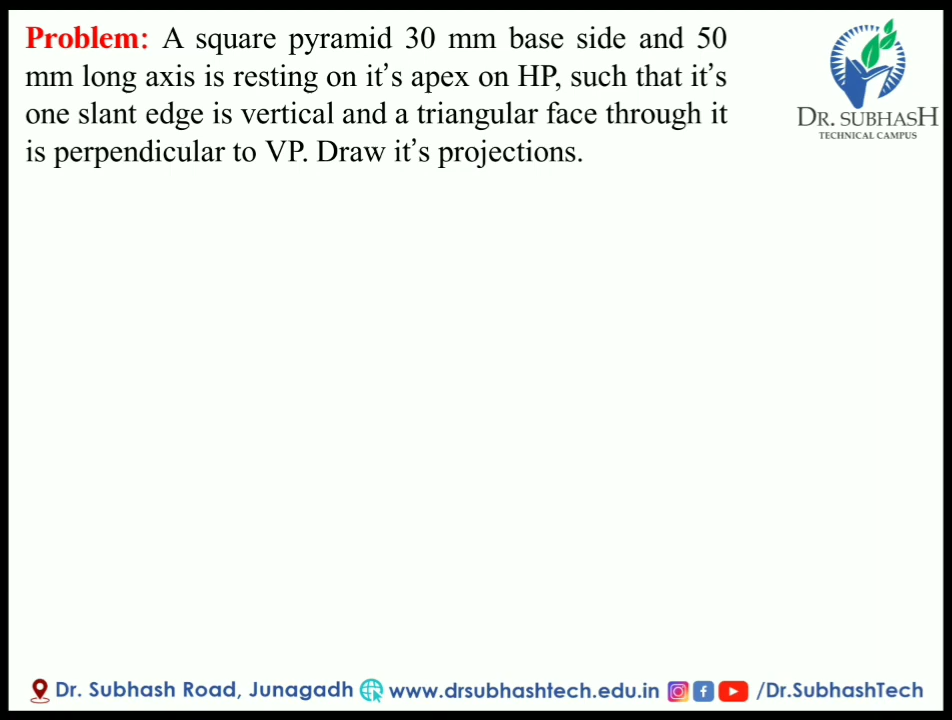 Problem: A square pyramid 30 mm base side and 50
mm long axis is resting on it's apex on HP, such that it's
one slant edge is vertical and a triangular face through it
is perpendicular to VP. Draw it's projections.
DR. SUBHASH
TECHNICAL CAMPUS
Dr. Subhash Road, Junagadh www.drsubhashtech.edu.in /Dr.SubhashTech